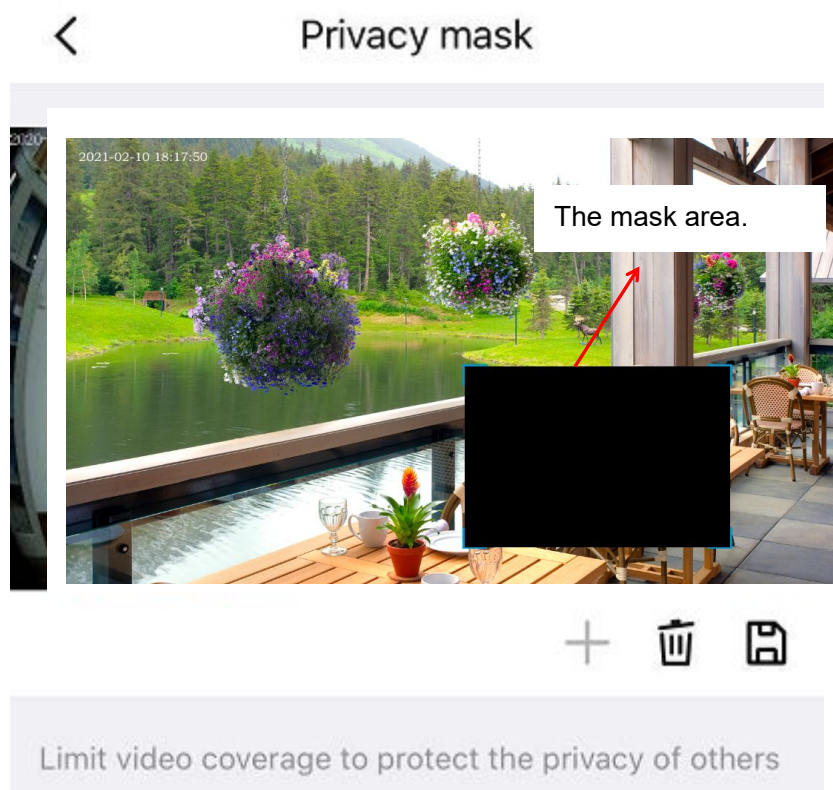 Privacy mask
2020-
2021-02-10 18:17:50
The mask area.
Limit video coverage to protect the privacy of others